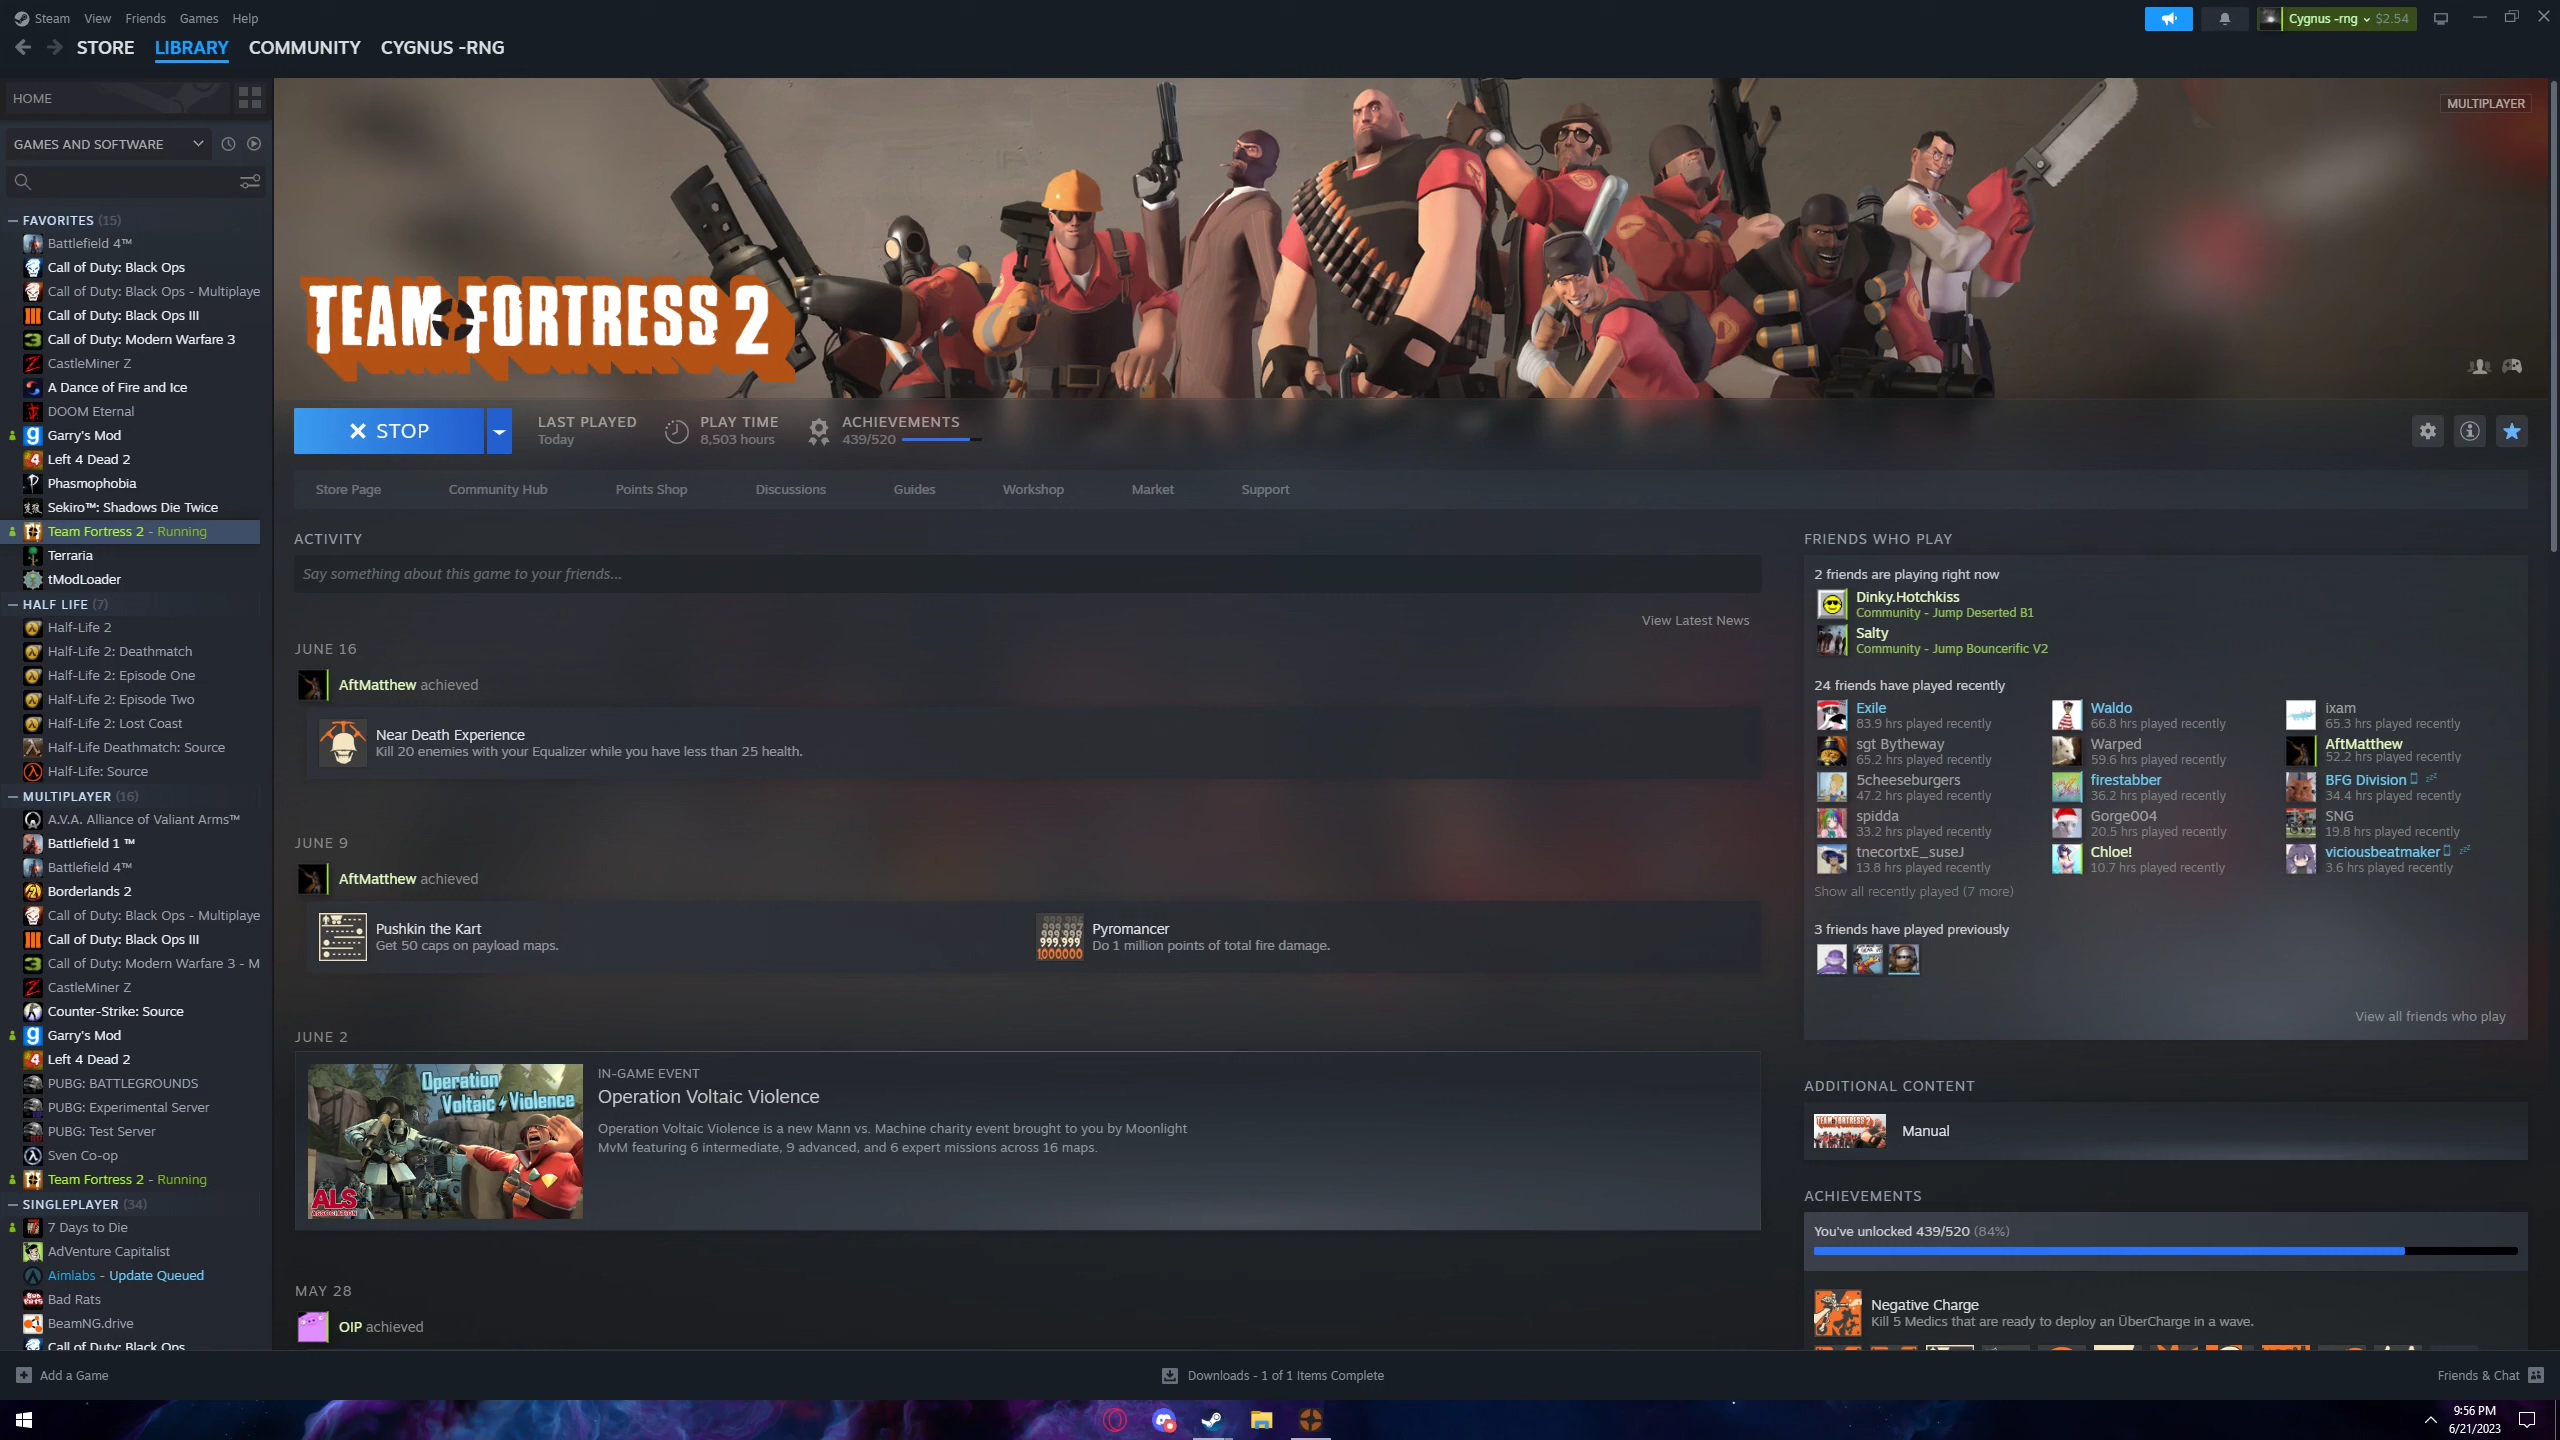 Steam View Friends Games Help
Cygnus -rng $2.54
STORE LIBRARY COMMUNITY CYGNUS -RNG
HOME
GAMES AND SOFTWARE
FAVORITES (15)
Battlefield 4™
Call of Duty: Black Ops
Call of Duty: Black Ops - Multiplaye
Call of Duty: Black Ops III
Call of Duty: Modern Warfare 3
CastleMiner Z
A Dance of Fire and Ice
DOOM Eternal
Garry's Mod
Left 4 Dead 2
Phasmophobia
Sekiro™: Shadows Die Twice
Team Fortress 2 - Running
Terraria
tModLoader
HALF LIFE (7)
Half-Life 2
Half-Life 2: Deathmatch
Half-Life 2: Episode One
Half-Life 2: Episode Two
Half-Life 2: Lost Coast
Half-Life Deathmatch: Source
Half-Life: Source
MULTIPLAYER (16)
A.V.A. Alliance of Valiant Arms™
Battlefield 1 ™
Battlefield 4™
Borderlands 2
Call of Duty: Black Ops - Multiplaye
Call of Duty: Black Ops III
Call of Duty: Modern Warfare 3 - M
CastleMiner Z
Counter-Strike: Source
Garry's Mod
Left 4 Dead 2
PUBG: BATTLEGROUNDS
PUBG: Experimental Server
PUBG: Test Server
Sven Co-op
Team Fortress 2 - Running
SINGLEPLAYER (34)
7 Days to Die
AdVenture Capitalist
Aimlabs - Update Queued
Bad Rats
BeamNG.drive
Call of Duty: Black Ops
MULTIPLAYER
TEAM FORTRESS 2
STOP
LAST PLAYED
Today
PLAY TIME
8,503 hours
ACHIEVEMENTS
439/520
Store Page Community Hub Points Shop Discussions Guides Workshop Market Support
ACTIVITY
Say something about this game to your friends...
View Latest News
JUNE 16
AftMatthew achieved
Near Death Experience
Kill 20 enemies with your Equalizer while you have less than 25 health.
JUNE 9
AftMatthew achieved
Pushkin the Kart
Get 50 caps on payload maps.
999.999
1,000,000
Pyromancer
Do 1 million points of total fire damage.
JUNE 2
Operation
Voltaic Violence
ALS
ASSOCIATION
IN-GAME EVENT
Operation Voltaic Violence
Operation Voltaic Violence is a new Mann vs. Machine charity event brought to you by Moonlight
MvM featuring 6 intermediate, 9 advanced, and 6 expert missions across 16 maps.
MAY 28
OIP achieved
FRIENDS WHO PLAY
2 friends are playing right now
Dinky.Hotchkiss
Community - Jump Deserted B1
Salty
Community - Jump Bouncerific V2
24 friends have played recently
Exile
83.9 hrs played recently
Waldo
66.8 hrs played recently
ixam
65.3 hrs played recently
sgt Bytheway
65.2 hrs played recently
Warped
59.6 hrs played recently
AftMatthew
52.2 hrs played recently
5cheeseburgers
47.2 hrs played recently
firestabber
36.2 hrs played recently
BFG Division
34.4 hrs played recently
spidda
33.2 hrs played recently
Gorge004
20.5 hrs played recently
SNG
19.8 hrs played recently
tnecortxE_suseJ
13.8 hrs played recently
Chloe!
10.7 hrs played recently
viciousbeatmaker
3.6 hrs played recently
Show all recently played (7 more)
3 friends have played previously
View all friends who play
ADDITIONAL CONTENT
TEAM FORTRESS 2
Manual
ACHIEVEMENTS
You've unlocked 439/520 (84%)
Negative Charge
Kill 5 Medics that are ready to deploy an ÜberCharge in a wave.
Add a Game
Downloads - 1 of 1 Items Complete
Friends & Chat
9:56 PM
6/21/2023